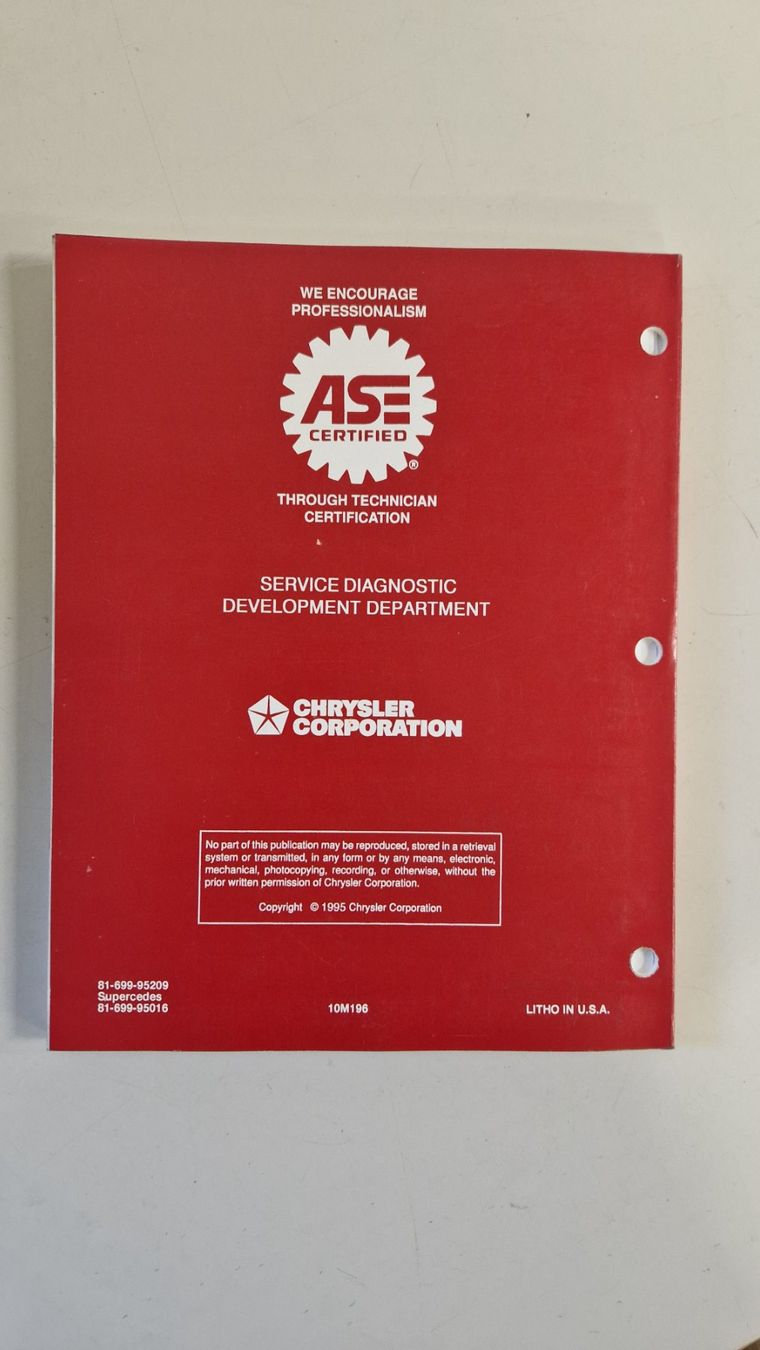 WE ENCOURAGE
PROFESSIONALISM
ASE
CERTIFIED
®
THROUGH TECHNICIAN
CERTIFICATION
SERVICE DIAGNOSTIC
DEVELOPMENT DEPARTMENT
CHRYSLER
CORPORATION
No part of this publication may be reproduced, stored in a retrieval
system or transmitted, in any form or by any means, electronic,
mechanical, photocopying, recording, or otherwise, without the
prior written permission of Chrysler Corporation.
Copyright © 1995 Chrysler Corporation
81-699-95209
Supercedes
81-699-95016
10M196
LITHO IN U.S.A.